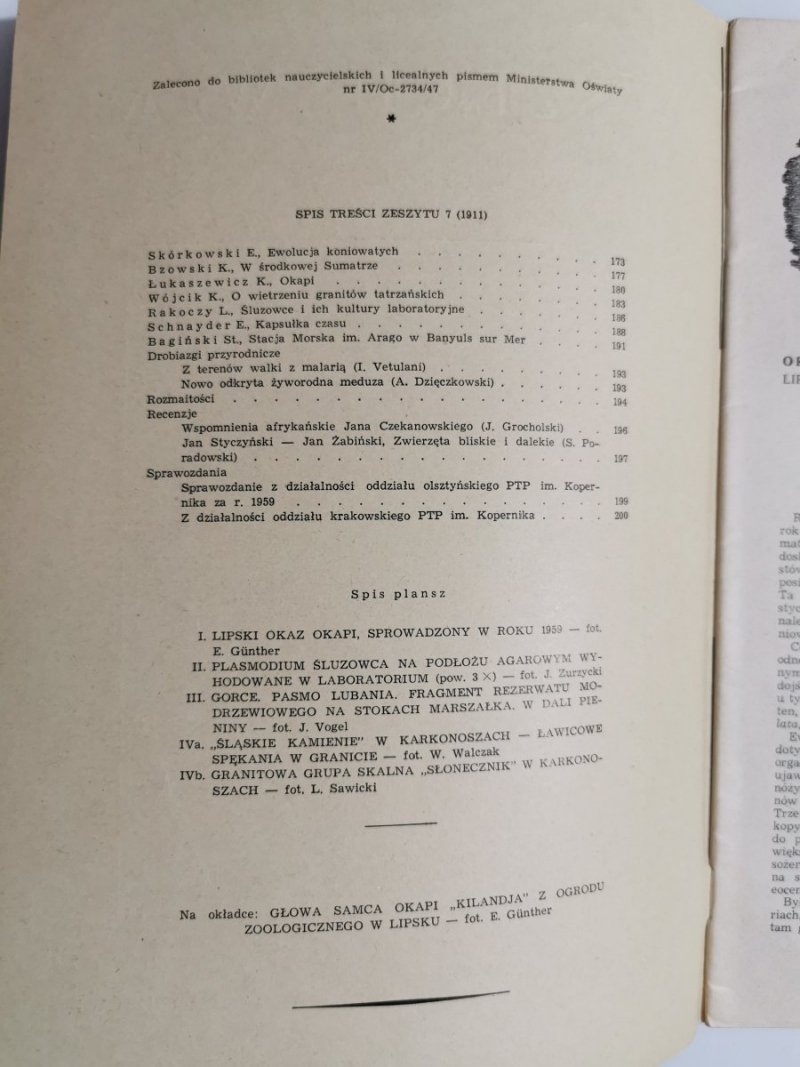 Zalecono do bibliotek nauczycielskich i licealnych pismem Ministerstwa Oświaty
nr IV/Oc-2734/47
*
SPIS TREŚCI ZESZYTU 7 (1911)
Skórkowski E., Ewolucja koniowatych . . . . . . . . . 173
Bzowski K., W środkowej Sumatrze . . . . . . . . . . 177
Łukaszewicz K., Okapi . . . . . . . . . . . . 180
Wójcik K., O wietrzeniu granitów tatrzańskich . . . . . . . 183
Rakoczy L., Śluzowce i ich kultury laboratoryjne . . . . . . 186
Schnayder E., Kapsułka czasu . . . . . . . . . . . 188
Bagiński St., Stacja Morska im. Arago w Banyuls sur Mer . . . . 191
Drobiazgi przyrodnicze
Z terenów walki z malarią (I. Vetulani) . . . . . . . . 193
Nowo odkryta żyworodna meduza (A. Dzięczkowski) . . . . . 193
Rozmaitości . . . . . . . . . . . . . . . 194
Recenzje
Wspomnienia afrykańskie Jana Czekanowskiego (J. Grocholski) . . 196
Jan Styczyński — Jan Żabiński, Zwierzęta bliskie i dalekie (S. Po-
radowski) . . . . . . . . . . . . . . 197
Sprawozdania
Sprawozdanie z działalności oddziału olsztyńskiego PTP im. Koper-
nika za r. 1959 . . . . . . . . . . . . . 199
Z działalności oddziału krakowskiego PTP im. Kopernika . . . . 200
Spis plansz
I. LIPSKI OKAZ OKAPI, SPROWADZONY W ROKU 1959 — fot.
E. Günther
II. PLASMODIUM ŚLUZOWCA NA PODŁOŻU AGAROWYM WY-
HODOWANE W LABORATORIUM (pow. 3 ×) — fot. J. Zurzycki
III. GORCE. PASMO LUBANIA. FRAGMENT REZERWATU MO-
DRZEWIOWEGO NA STOKACH MARSZAŁKA. W DALI PIE-
NINY — fot. J. Vogel
IVa. „ŚLĄSKIE KAMIENIE" W KARKONOSZACH — ŁAWICOWE
SPĘKANIA W GRANICIE — fot. W. Walczak
IVb. GRANITOWA GRUPA SKALNA „SŁONECZNIK" W KARKONO-
SZACH — fot. L. Sawicki
Na okładce: GŁOWA SAMCA OKAPI „KILANDJA" Z OGRODU
ZOOLOGICZNEGO W LIPSKU — fot. E. Günther